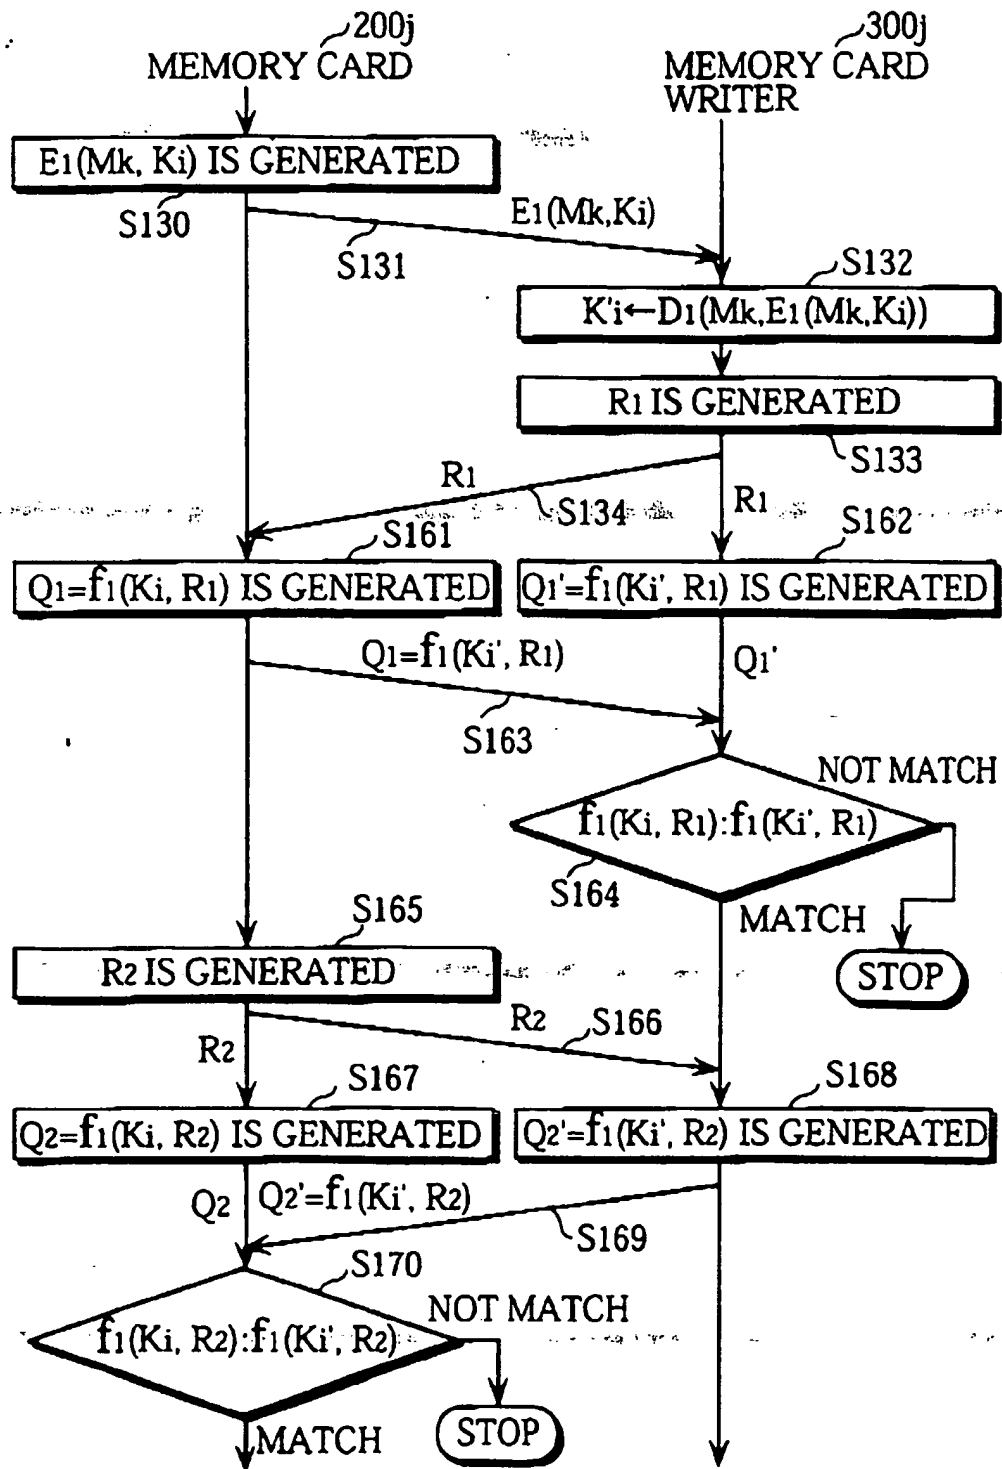 200j
MEMORY CARD
300j
MEMORY CARD
WRITER
E1(Mk, Ki) IS GENERATED
S130
E1(Mk,Ki)
S131
S132
K'i←D1(Mk,E1(Mk,Ki))
R1 IS GENERATED
S133
R1
S134
R1
S161
S162
Q1=f1(Ki, R1) IS GENERATED
Q1'=f1(Ki', R1) IS GENERATED
Q1=f1(Ki', R1)
Q1'
S163
NOT MATCH
f1(Ki, R1):f1(Ki', R1)
S164
MATCH
STOP
S165
R2 IS GENERATED
R2
S166
R2
S167
S168
Q2=f1(Ki, R2) IS GENERATED
Q2'=f1(Ki', R2) IS GENERATED
Q2
Q2'=f1(Ki', R2)
S169
S170
NOT MATCH
f1(Ki, R2):f1(Ki', R2)
STOP
MATCH